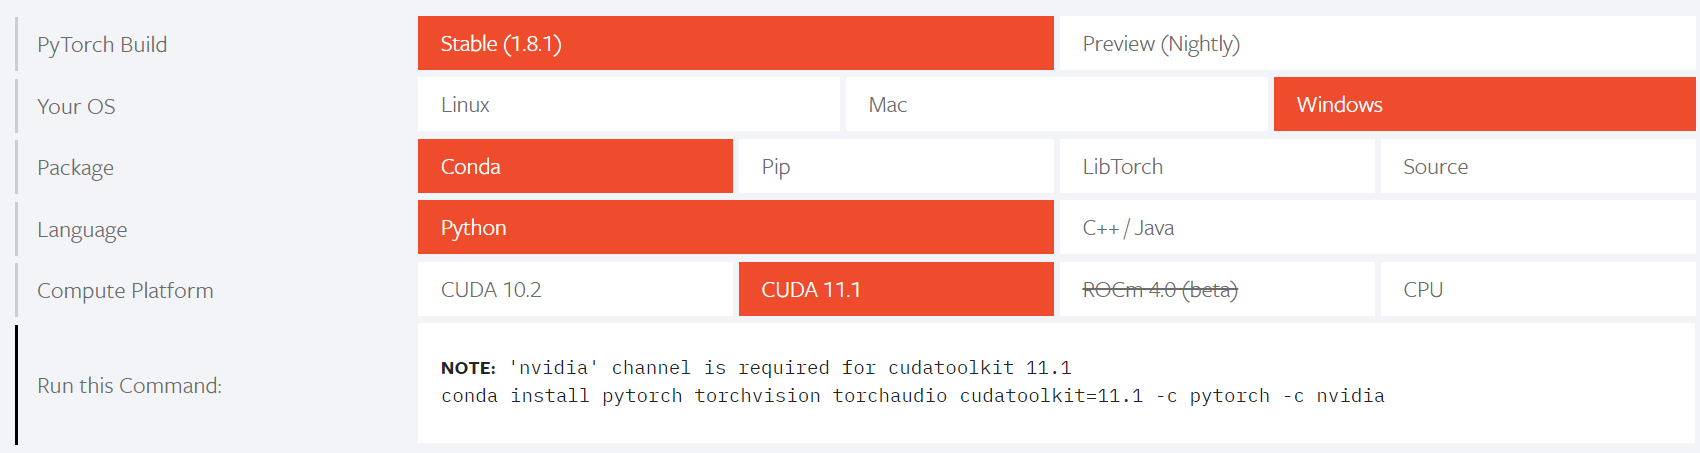 PyTorch Build
Stable (1.8.1)
Preview (Nightly)
Your OS
Linux
Mac
Windows
Package
Conda
Pip
LibTorch
Source
Language
Python
C++ / Java
Compute Platform
CUDA 10.2
CUDA 11.1
ROCm 4.0 (beta)
CPU
Run this Command:
NOTE: 'nvidia' channel is required for cudatoolkit 11.1
conda install pytorch torchvision torchaudio cudatoolkit=11.1 -c pytorch -c nvidia